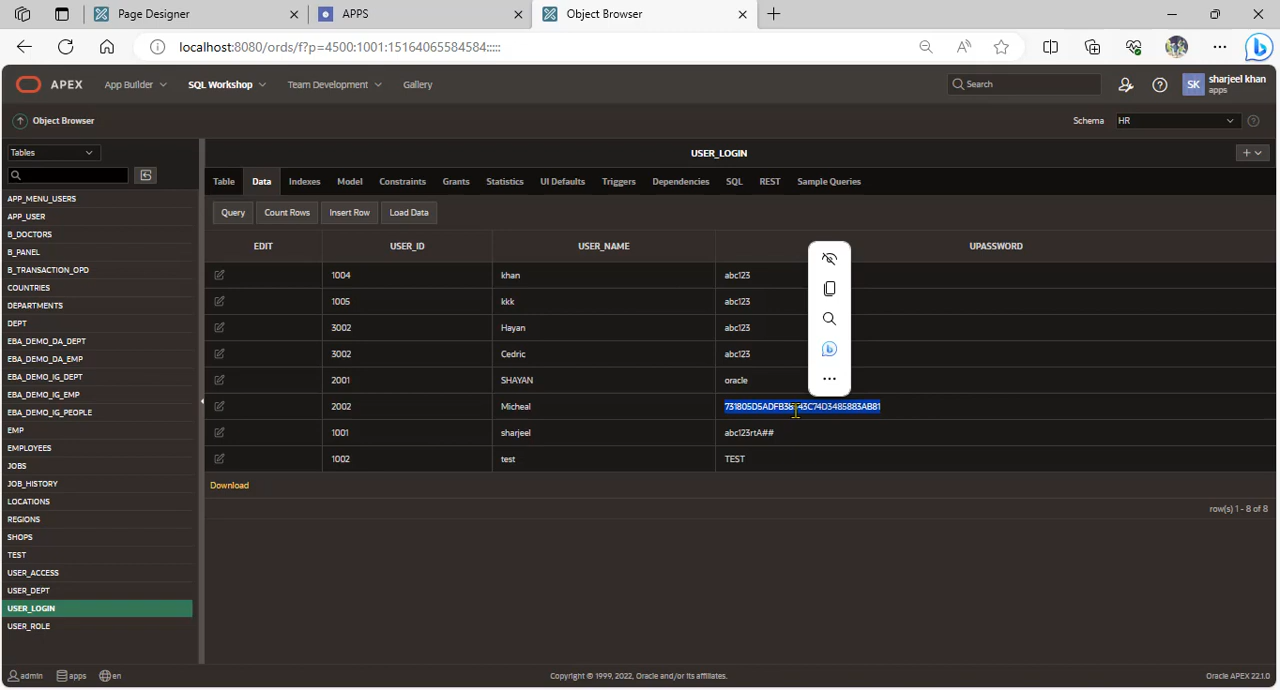 Page Designer
APPS
Object Browser
localhost:8080/ords/f?p=4500:1001:15164065584584:::::
APEX
App Builder
SQL Workshop
Team Development
Gallery
Search
SK
sharjeel khan
apps
Object Browser
Schema
HR
Tables
USER_LOGIN
Table
Data
Indexes
Model
Constraints
Grants
Statistics
UI Defaults
Triggers
Dependencies
SQL
REST
Sample Queries
Query
Count Rows
Insert Row
Load Data
APP_MENU_USERS
APP_USER
B_DOCTORS
B_PANEL
B_TRANSACTION_OPD
COUNTRIES
DEPARTMENTS
DEPT
EBA_DEMO_DA_DEPT
EBA_DEMO_DA_EMP
EBA_DEMO_IG_DEPT
EBA_DEMO_IG_EMP
EBA_DEMO_IG_PEOPLE
EMP
EMPLOYEES
JOBS
JOB_HISTORY
LOCATIONS
REGIONS
SHOPS
TEST
USER_ACCESS
USER_DEPT
USER_LOGIN
USER_ROLE
EDIT USER_ID USER_NAME UPASSWORD
1004 khan abc123
1005 kkk abc123
3002 Hayan abc123
3002 Cedric abc123
2001 SHAYAN oracle
2002 Micheal
1001 sharjeel abc123rtA##
1002 test TEST
Download
row(s) 1 - 8 of 8
admin
apps
en
Copyright © 1999, 2022, Oracle and/or its affiliates.
Oracle APEX 22.1.0